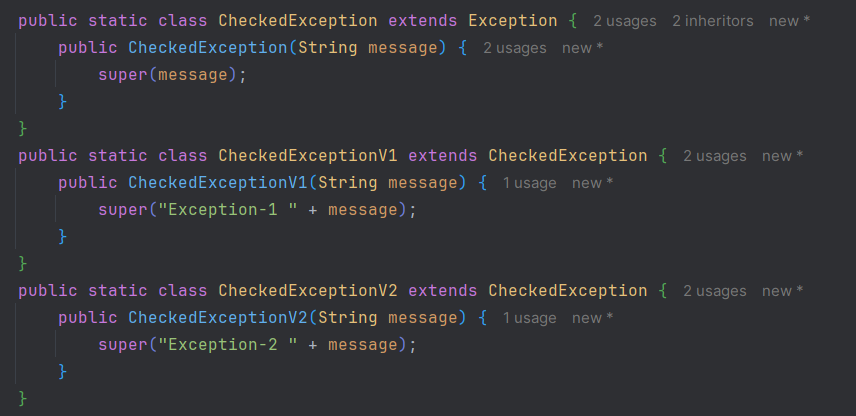 public static class CheckedException extends Exception { 2 usages 2 inheritors new *
public CheckedException(String message) { 2 usages new *
super(message);
}
}
public static class CheckedExceptionV1 extends CheckedException { 2 usages new *
public CheckedExceptionV1(String message) { 1 usage new *
super("Exception-1 " + message);
}
}
public static class CheckedExceptionV2 extends CheckedException { 2 usages new *
public CheckedExceptionV2(String message) { 1 usage new *
super("Exception-2 " + message);
}
}